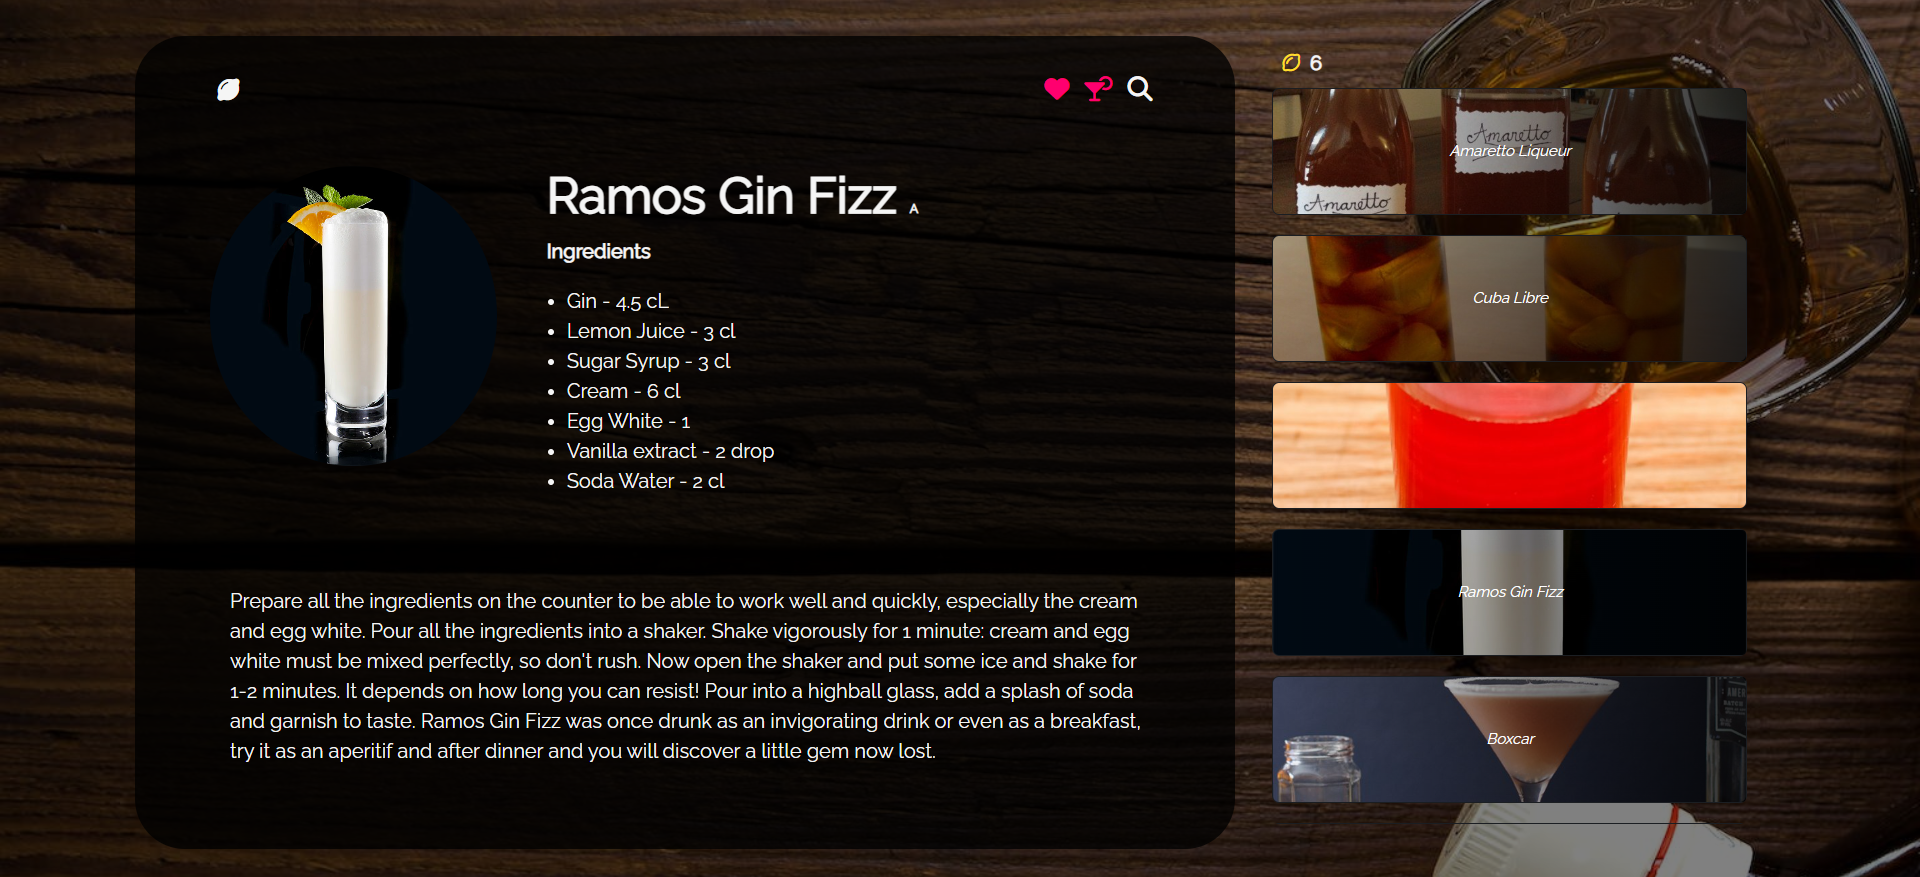 Ramos Gin Fizz A
Ingredients
Gin - 4.5 cL
Lemon Juice - 3 cl
Sugar Syrup - 3 cl
Cream - 6 cl
Egg White - 1
Vanilla extract - 2 drop
Soda Water - 2 cl
Prepare all the ingredients on the counter to be able to work well and quickly, especially the cream
and egg white. Pour all the ingredients into a shaker. Shake vigorously for 1 minute: cream and egg
white must be mixed perfectly, so don't rush. Now open the shaker and put some ice and shake for
1-2 minutes. It depends on how long you can resist! Pour into a highball glass, add a splash of soda
and garnish to taste. Ramos Gin Fizz was once drunk as an invigorating drink or even as a breakfast,
try it as an aperitif and after dinner and you will discover a little gem now lost.
6
Amaretto
Amaretto Liqueur
Amaretto
Cuba Libre
Ramos Gin Fizz
Boxcar